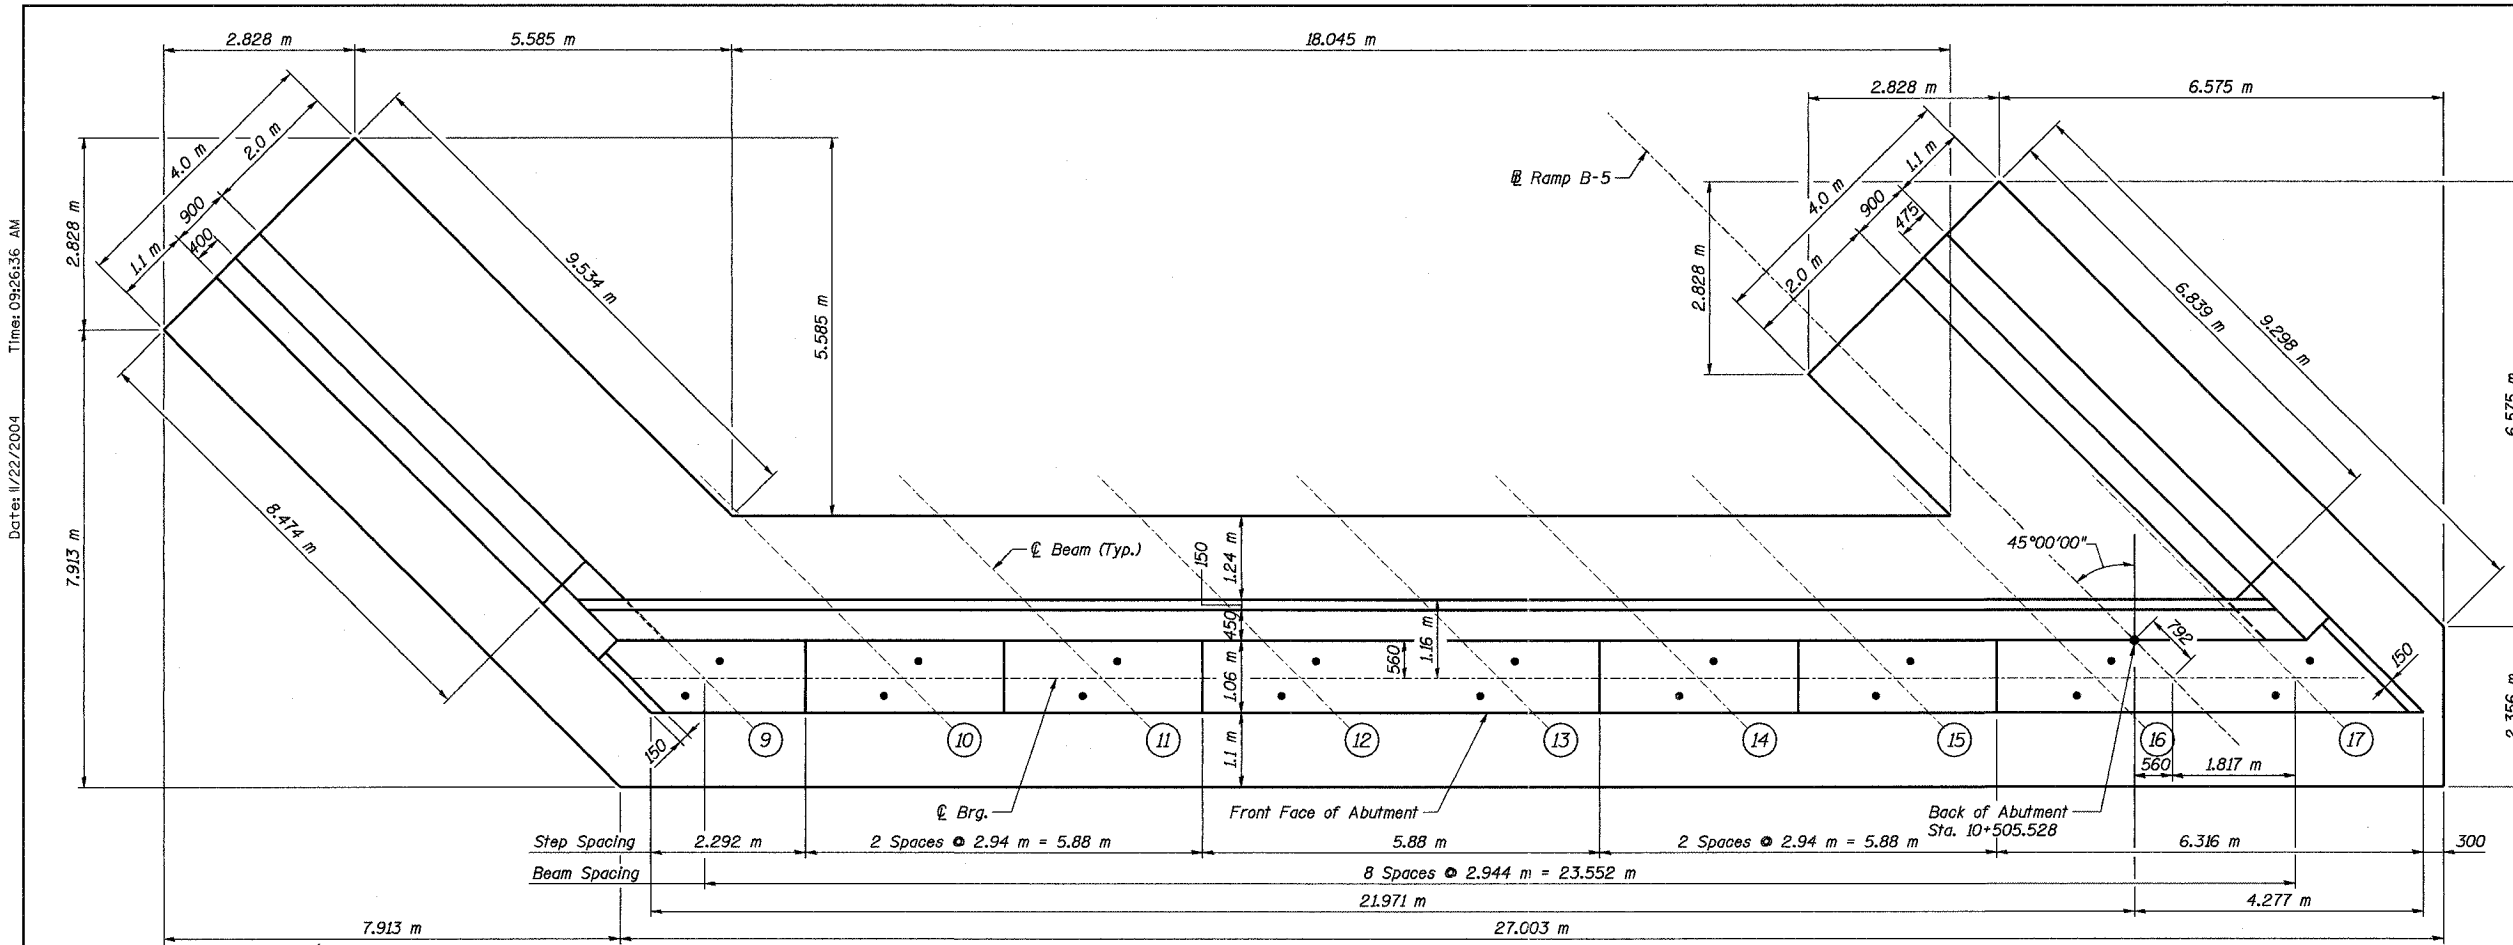 2.828 m
5.585 m
18.045 m
2.828 m
6.575 m
4.0 m
2.0 m
900
1.1 m
400
2.828 m
7.913 m
9.534 m
8.474 m
5.585 m
℄ Beam (Typ.)
Ramp B-5
4.0 m
1.1 m
900
475
2.0 m
2.828 m
6.839 m
9.298 m
6.575 m
2.356 m
45°00'00"
150
1.24 m
450
1.16 m
560
1.06 m
1.1 m
792
150
150
9
10
11
12
13
14
15
16
17
560
1.817 m
℄ Brg.
Front Face of Abutment
Back of Abutment
Sta. 10+505.528
Step Spacing
2.292 m
2 Spaces @ 2.94 m = 5.88 m
5.88 m
2 Spaces @ 2.94 m = 5.88 m
6.316 m
300
Beam Spacing
8 Spaces @ 2.944 m = 23.552 m
21.971 m
4.277 m
7.913 m
27.003 m
Date: 11/22/2004
Time: 09:26:36 AM